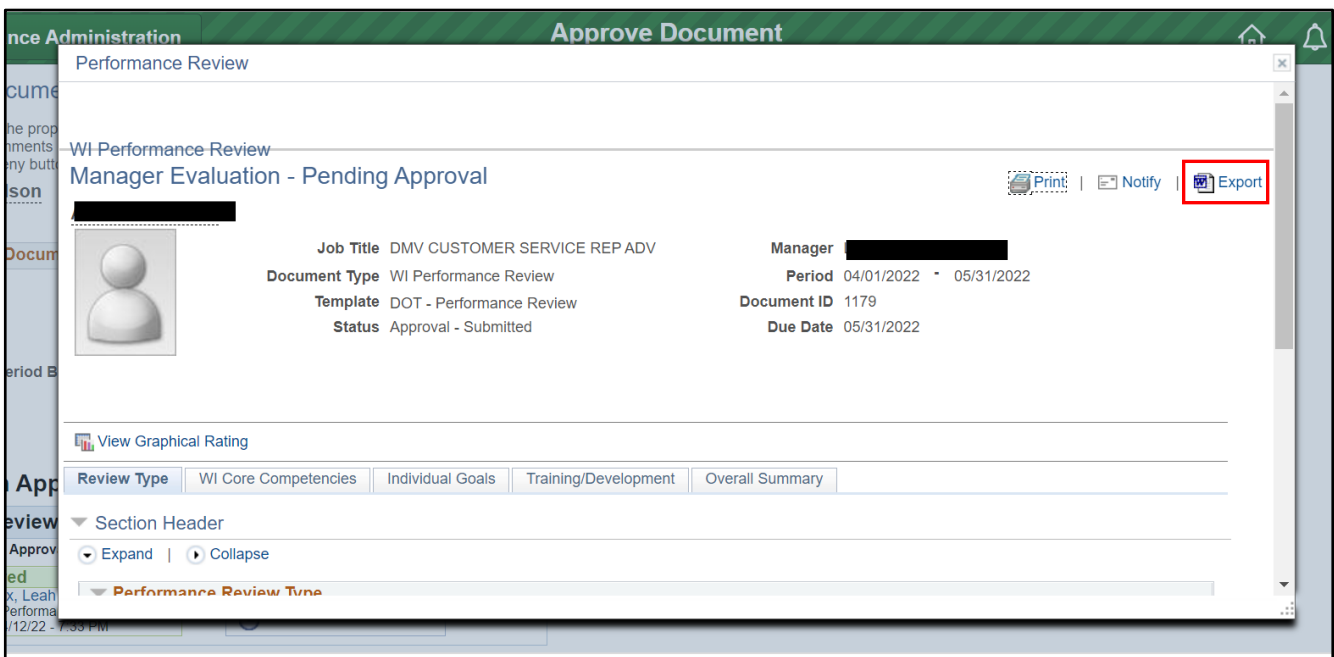 nce Administration
Approve Document
Performance Review
cume
he prop
nments
eny butt
WI Performance Review
Manager Evaluation - Pending Approval
Print | Notify | Export
lson
Job Title DMV CUSTOMER SERVICE REP ADV Manager
Docum
Document Type WI Performance Review Period 04/01/2022 - 05/31/2022
Template DOT - Performance Review Document ID 1179
Status Approval - Submitted Due Date 05/31/2022
eriod B
View Graphical Rating
App
Review Type WI Core Competencies Individual Goals Training/Development Overall Summary
eview
Section Header
Approv
Expand | Collapse
ed
Performance Review Type
x, Leah
Performa
/12/22 - 7:33 PM